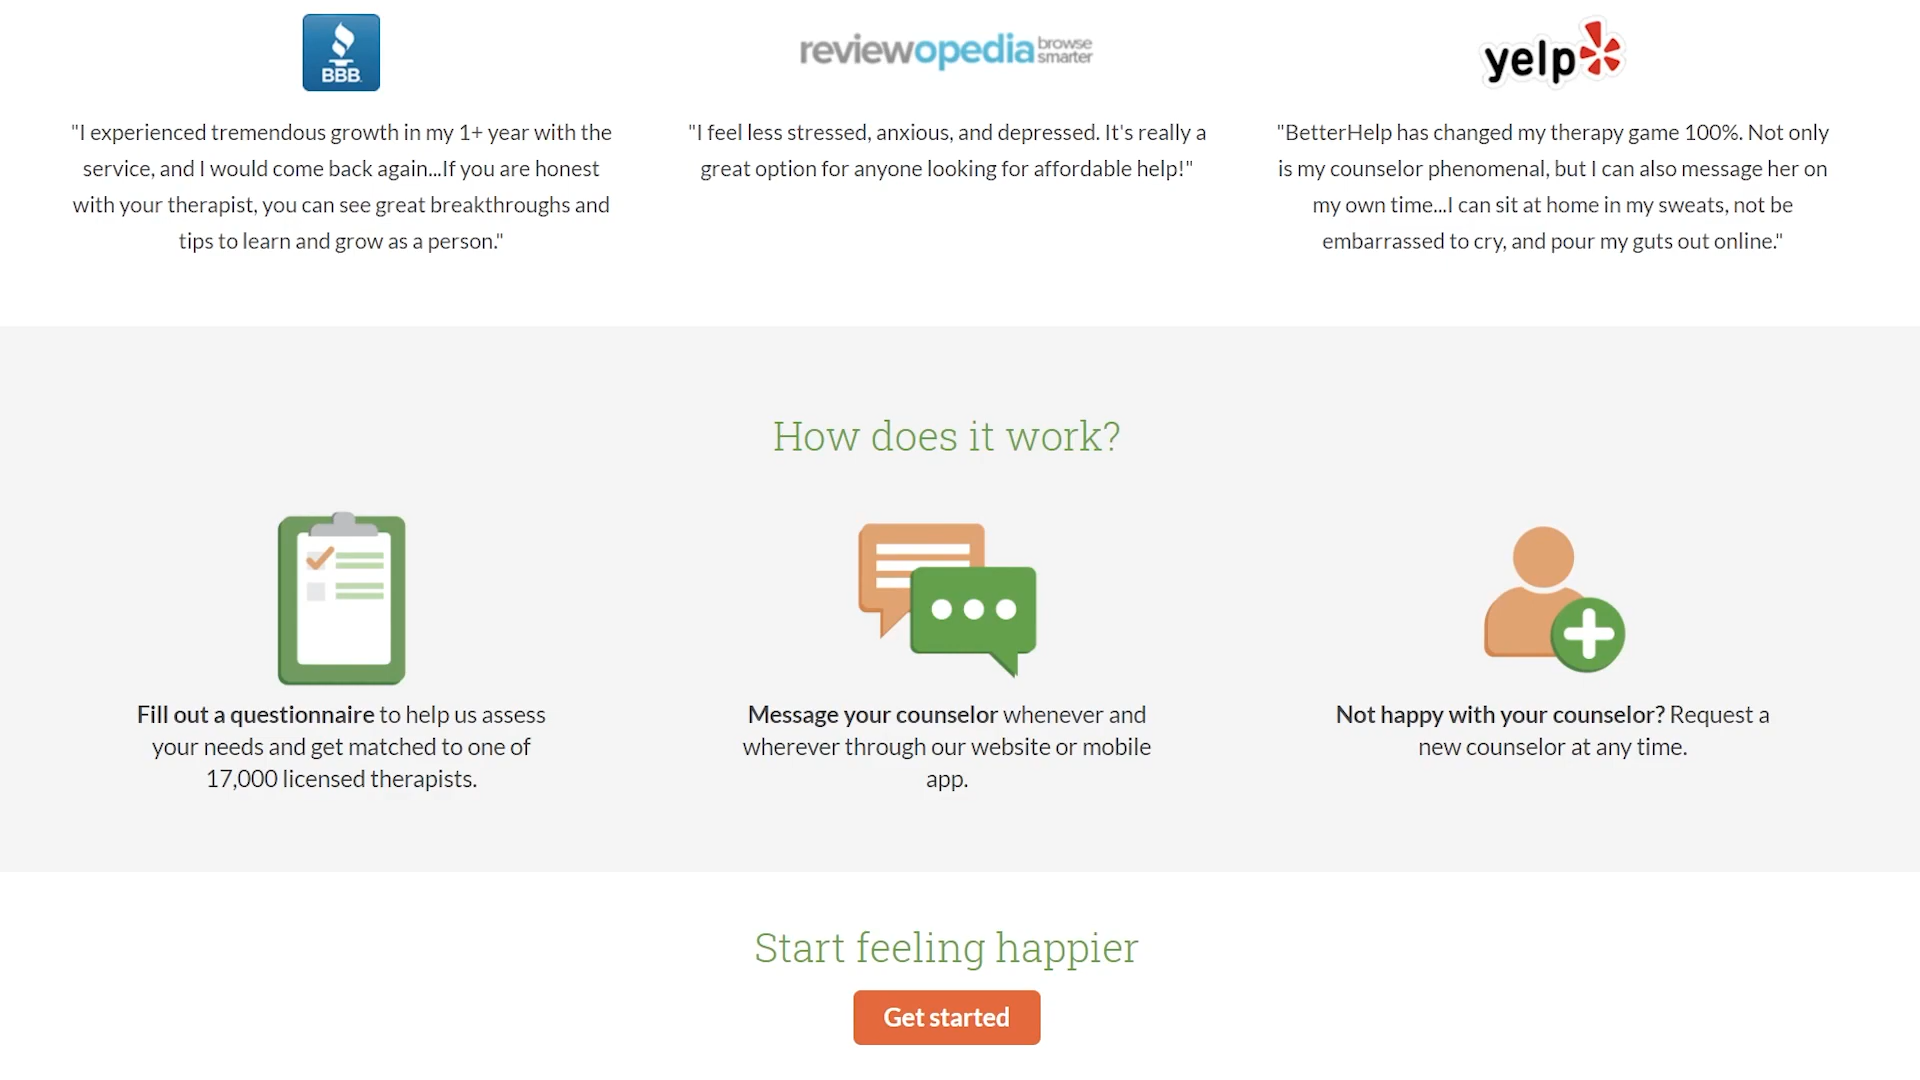 BBB.
reviewopedia browse smarter
yelp
"I experienced tremendous growth in my 1+ year with the
service, and I would come back again...If you are honest
with your therapist, you can see great breakthroughs and
tips to learn and grow as a person."
"I feel less stressed, anxious, and depressed. It's really a
great option for anyone looking for affordable help!"
"BetterHelp has changed my therapy game 100%. Not only
is my counselor phenomenal, but I can also message her on
my own time...I can sit at home in my sweats, not be
embarrassed to cry, and pour my guts out online."
How does it work?
Fill out a questionnaire to help us assess
your needs and get matched to one of
17,000 licensed therapists.
Message your counselor whenever and
wherever through our website or mobile
app.
Not happy with your counselor? Request a
new counselor at any time.
Start feeling happier
Get started